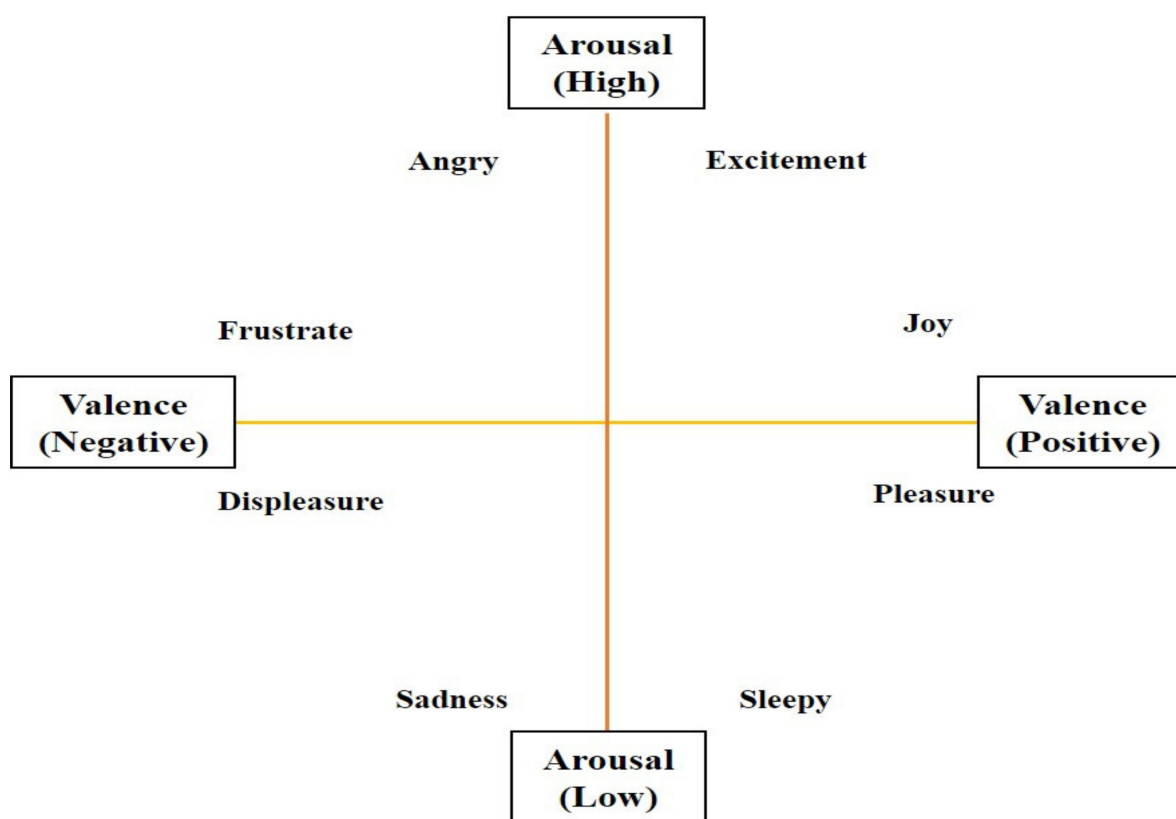 Arousal
(High)
Angry
Excitement
Frustrate
Joy
Valence
(Negative)
Valence
(Positive)
Displeasure
Pleasure
Sadness
Sleepy
Arousal
(Low)